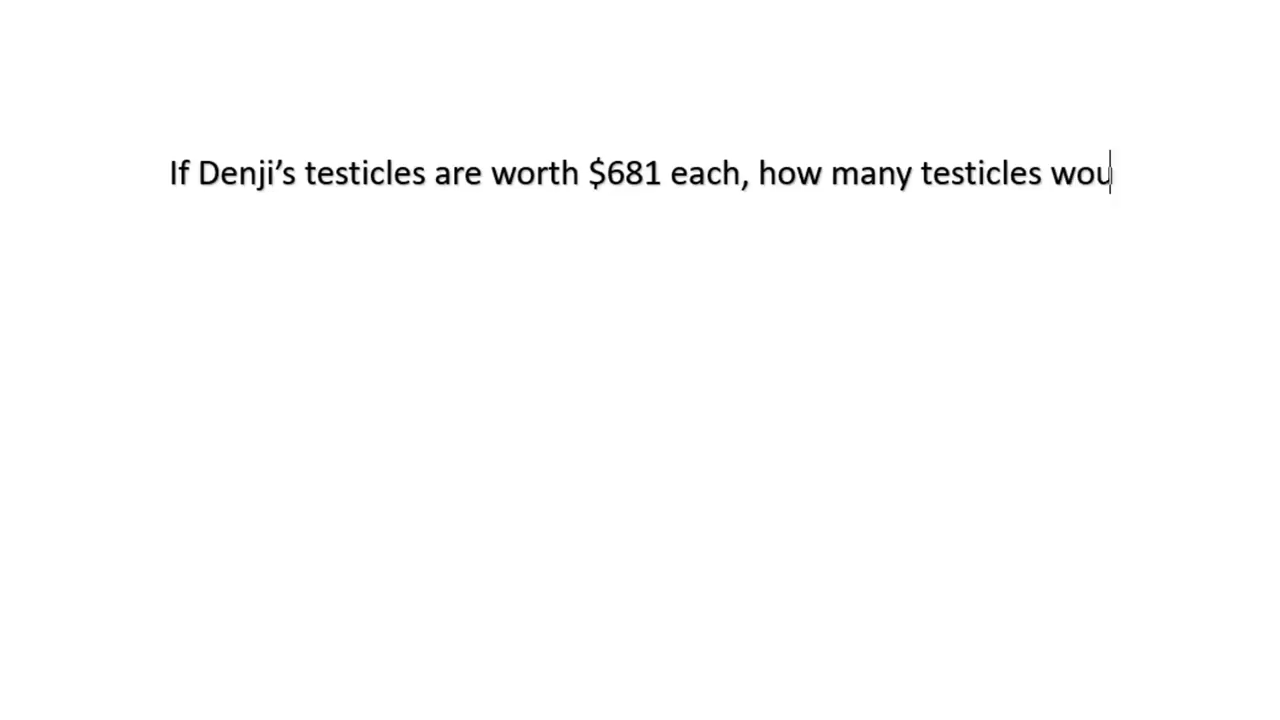 If Denji’s testicles are worth $681 each, how many testicles wou